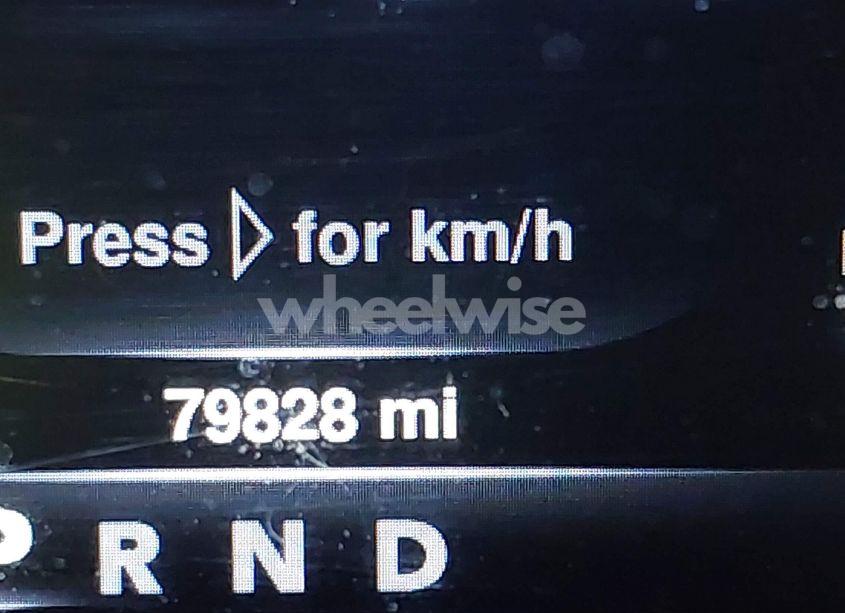 Press ▷ for km/h
wheelwise
79828 mi
P R N D